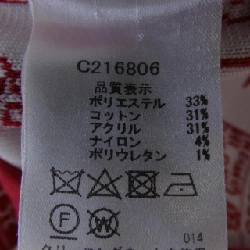 C216806
品質表示
ポリエステル 33%
コットン 31%
アクリル 31%
ナイロン 4%
ポリウレタン 1%
F W
014